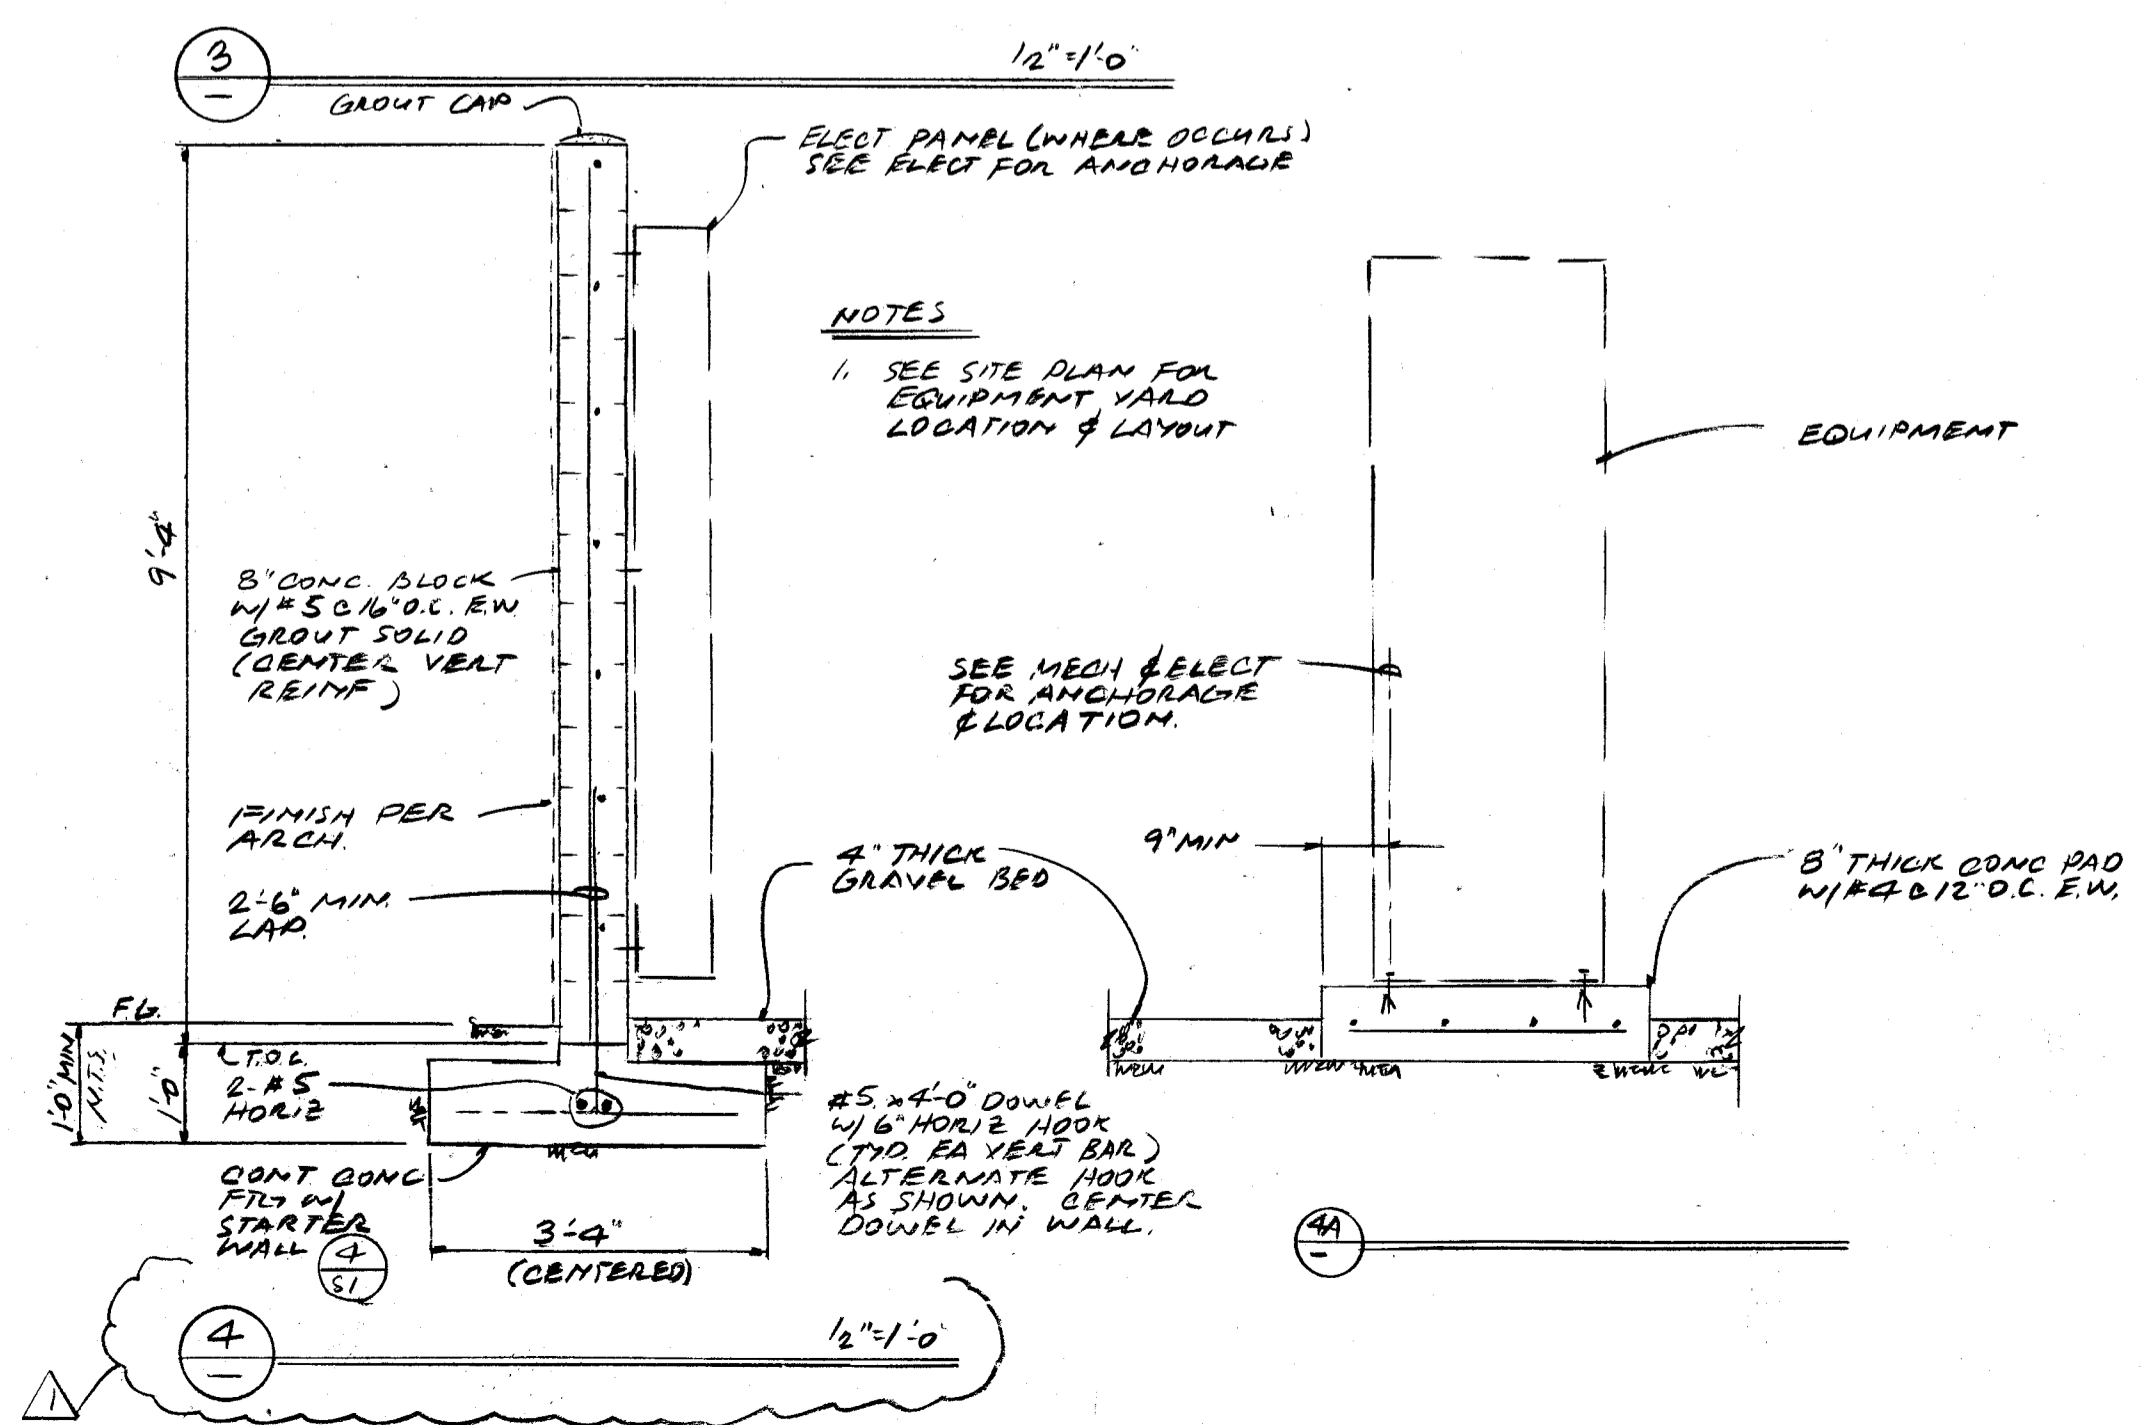 3
–
1/2"=1'-0"
GROUT CAP
ELECT PANEL (WHERE OCCURS)
SEE ELECT FOR ANCHORAGE
NOTES
1. SEE SITE PLAN FOR
EQUIPMENT YARD
LOCATION & LAYOUT
EQUIPMENT
9'-4"
8" CONC. BLOCK
W/ #5 @ 16" O.C. E.W.
GROUT SOLID
(CENTER VERT
REINF)
SEE MECH & ELECT
FOR ANCHORAGE
& LOCATION.
FINISH PER
ARCH.
9" MIN
4" THICK
GRAVEL BED
8" THICK CONC PAD
W/ #4 @ 12" O.C. E.W.
2'-6" MIN.
LAP.
F.G.
T.O.C.
1'-0" MIN
N.T.S.
1'-0"
2-#5
HORIZ
#5 x 4'-0" DOWEL
W/ 6" HORIZ HOOK
(TYP. EA VERT BAR)
ALTERNATE HOOK
AS SHOWN. CENTER
DOWEL IN WALL.
CONT CONC
FTG W/
STARTER
WALL
4
S1
3'-4"
(CENTERED)
4A
–
4
–
1/2"=1'-0"
1